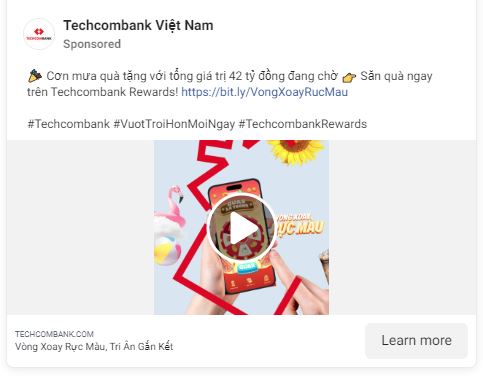 Techcombank Việt Nam
Sponsored
🎉 Cơn mưa quà tặng với tổng giá trị 42 tỷ đồng đang chờ 👉 Săn quà ngay
trên Techcombank Rewards! https://bit.ly/VongXoayRucMau
#Techcombank #VuotTroiHonMoiNgay #TechcombankRewards
VÒNG XOAY
RỰC MÀU
TECHCOMBANK.COM
Vòng Xoay Rực Màu, Tri Ân Gắn Kết
Learn more